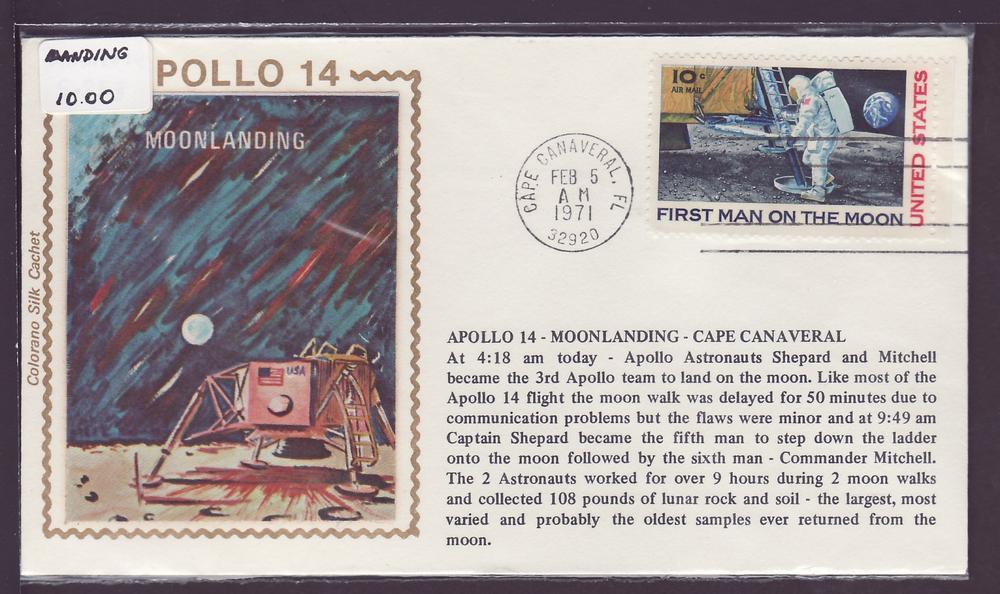 LANDING
10.00
POLLO 14
MOONLANDING
USA
Colorano Silk Cachet
CAPE CANAVERAL, FL
FEB 5
A M
1971
32920
10c
AIR MAIL
FIRST MAN ON THE MOON
UNITED STATES
APOLLO 14 - MOONLANDING - CAPE CANAVERAL
At 4:18 am today - Apollo Astronauts Shepard and Mitchell
became the 3rd Apollo team to land on the moon. Like most of the
Apollo 14 flight the moon walk was delayed for 50 minutes due to
communication problems but the flaws were minor and at 9:49 am
Captain Shepard became the fifth man to step down the ladder
onto the moon followed by the sixth man - Commander Mitchell.
The 2 Astronauts worked for over 9 hours during 2 moon walks
and collected 108 pounds of lunar rock and soil - the largest, most
varied and probably the oldest samples ever returned from the
moon.